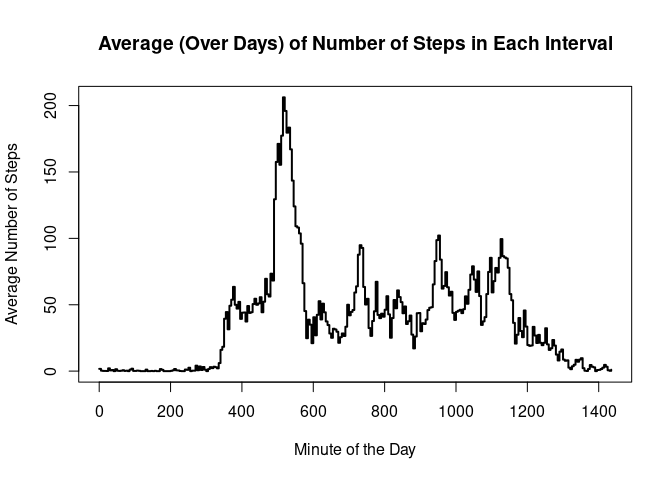 Average (Over Days) of Number of Steps in Each Interval
200
150
100
50
0
Average Number of Steps
0 200 400 600 800 1000 1200 1400
Minute of the Day